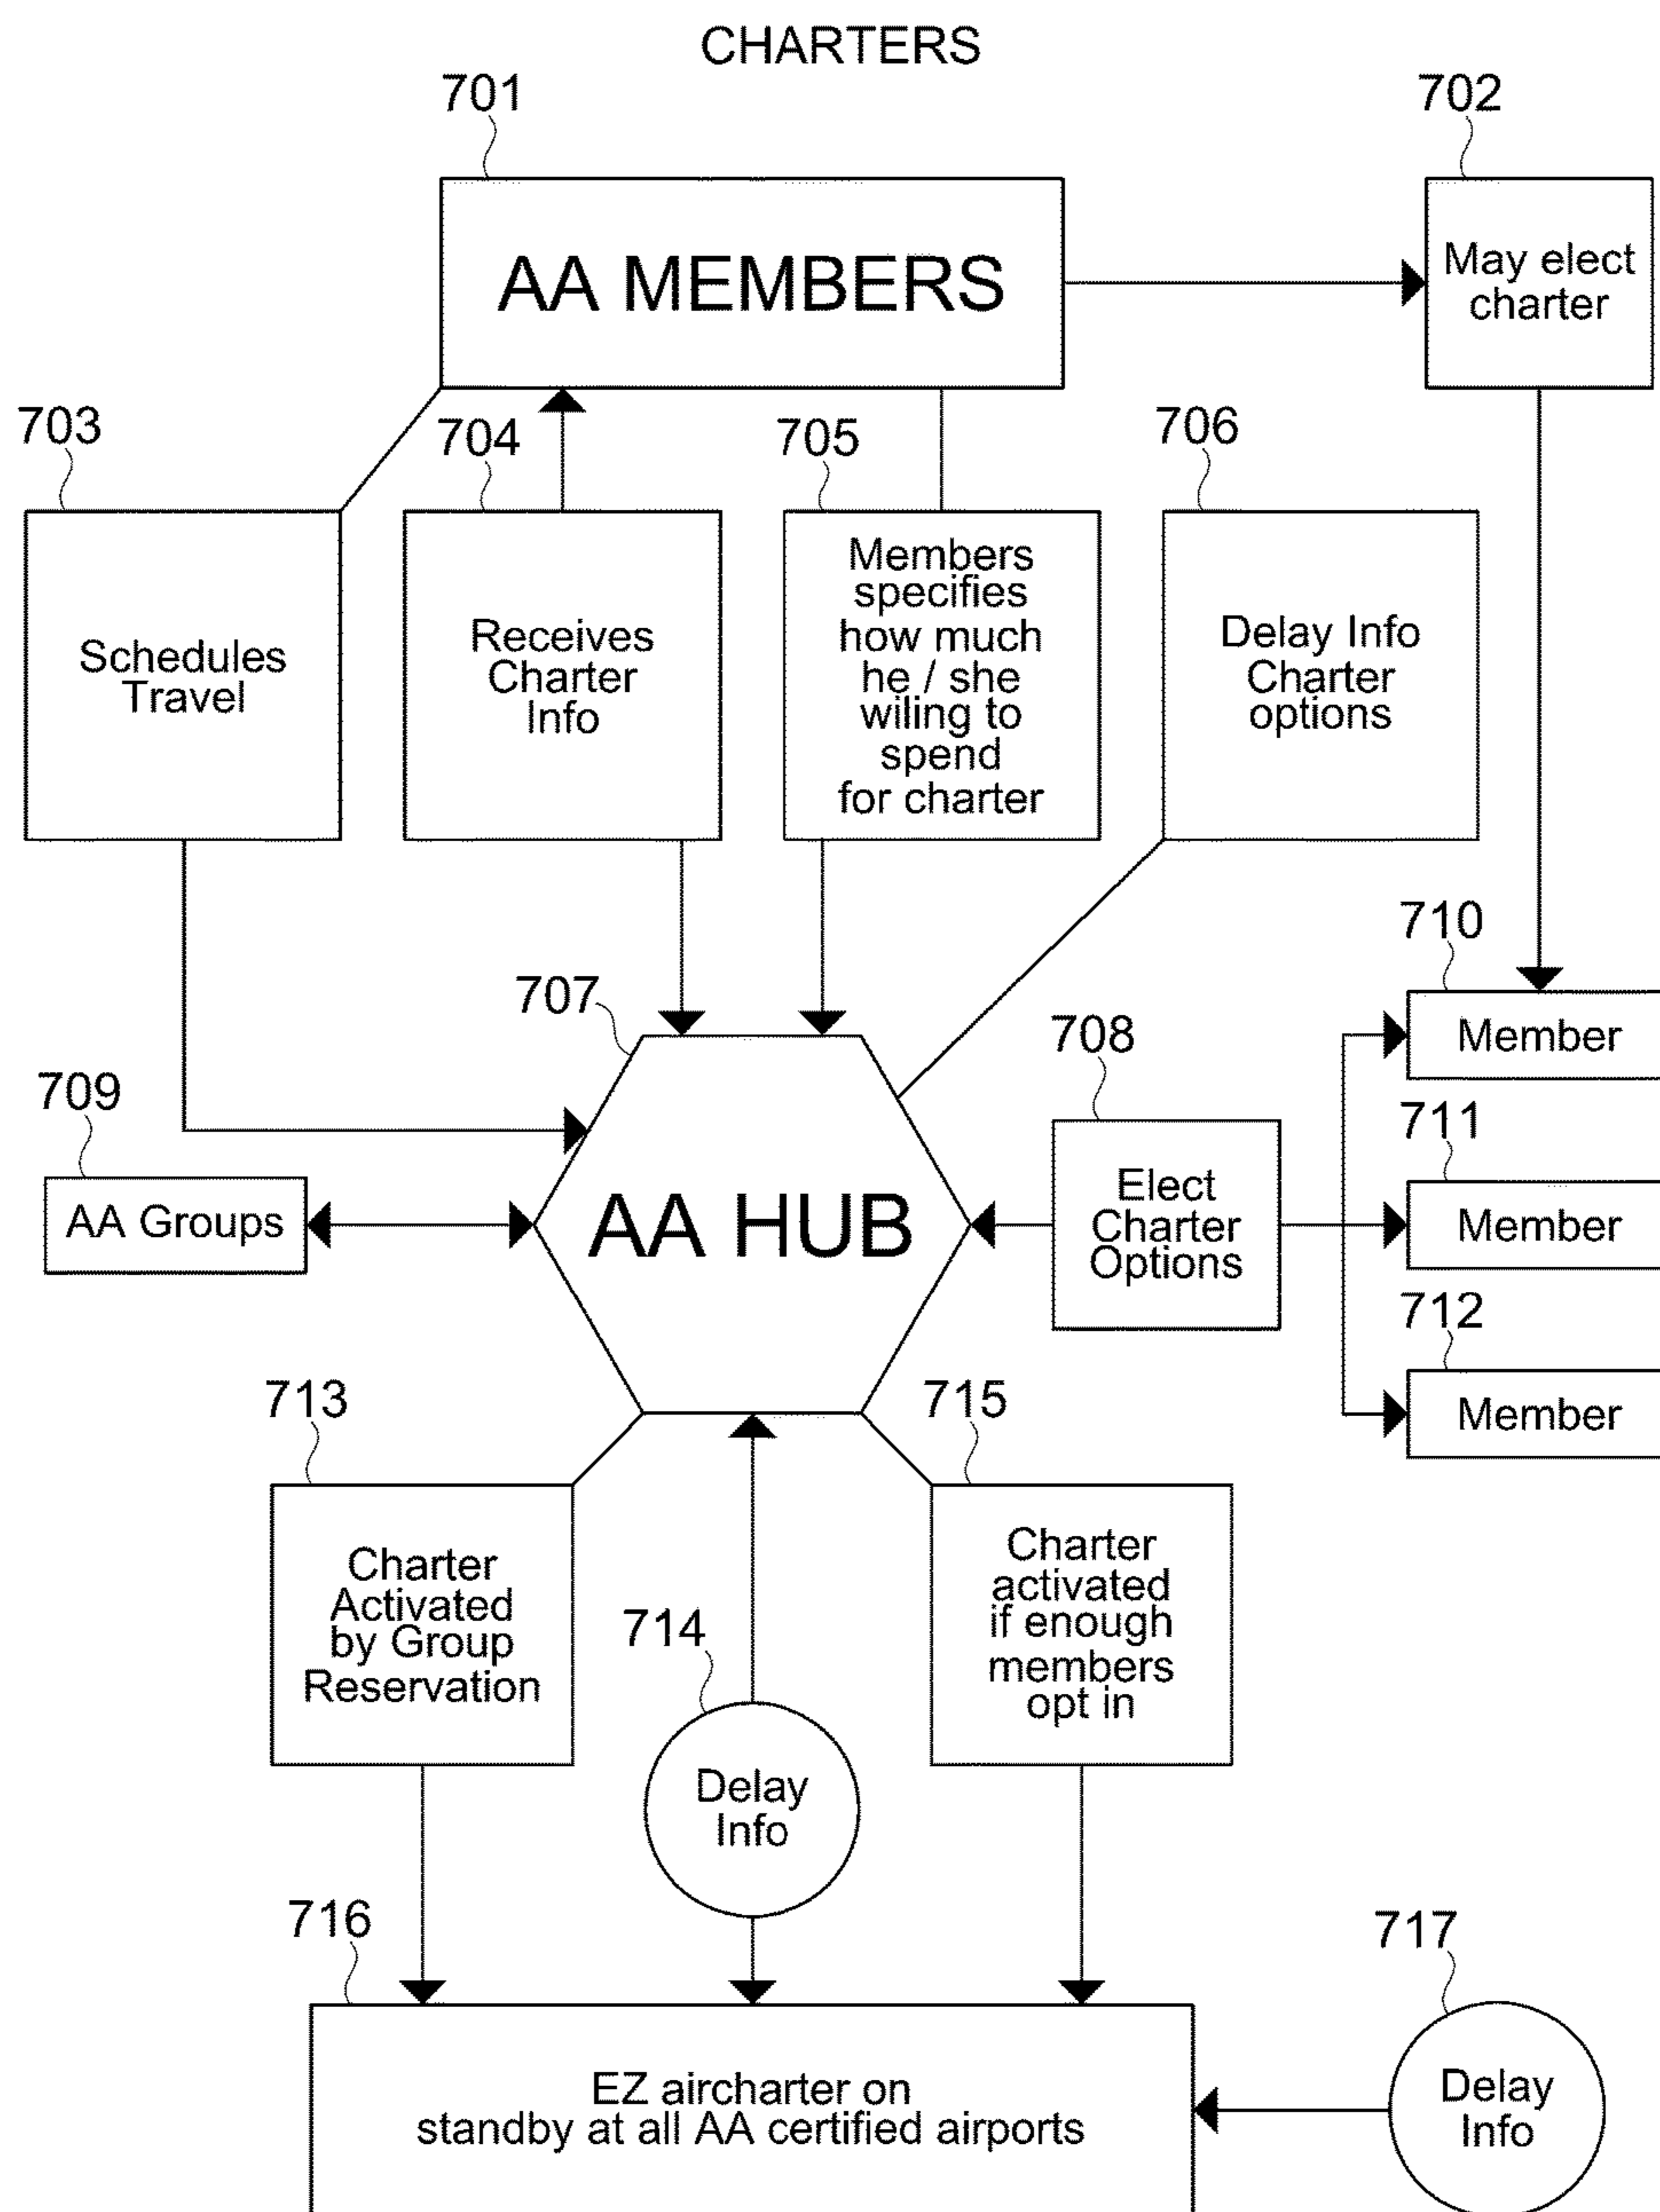 CHARTERS
701
702
AA MEMBERS
May elect
charter
703
704
705
706
Schedules
Travel
Receives
Charter
Info
Members
specifies
how much
he / she
wiling to
spend
for charter
Delay Info
Charter
options
707
708
709
710
Member
711
Member
712
Member
AA Groups
AA HUB
Elect
Charter
Options
713
714
715
Charter
Activated
by Group
Reservation
Delay
Info
Charter
activated
if enough
members
opt in
716
717
EZ aircharter on
standby at all AA certified airports
Delay
Info